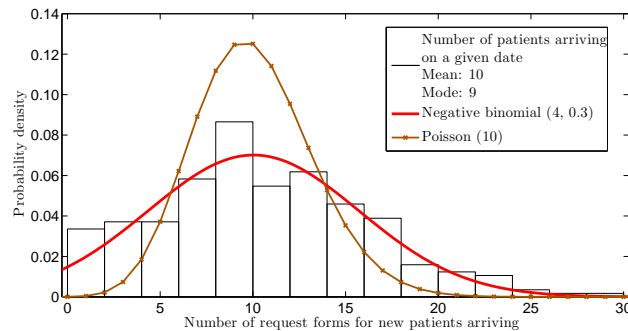 0.14
0.12
0.10
0.08
0.06
0.04
0.02
0
0
5
10
15
20
25
30
Probability density
Number of request forms for new patients arriving
Number of patients arriving
on a given date
Mean: 10
Mode: 9
Negative binomial (4, 0.3)
Poisson (10)